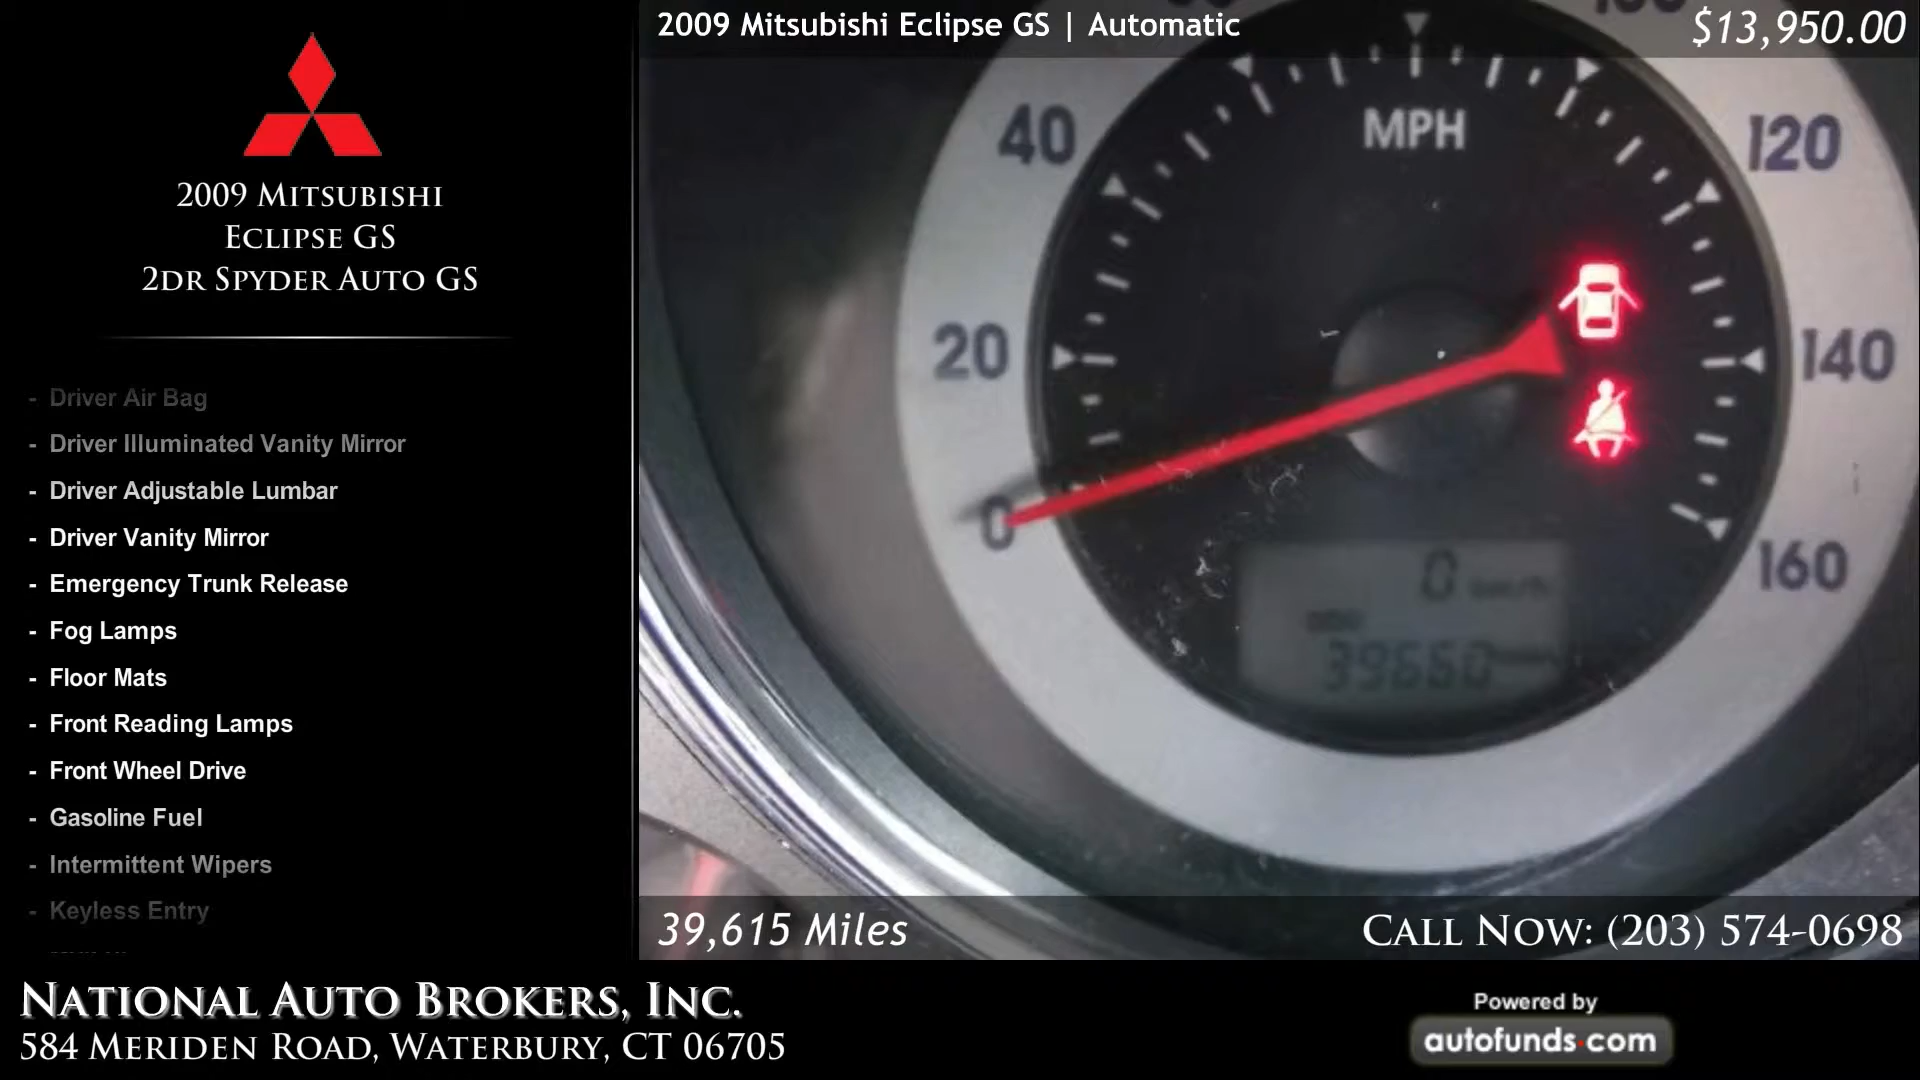 2009 Mitsubishi Eclipse GS | Automatic
$13,950.00
2009 MITSUBISHI
ECLIPSE GS
2DR SPYDER AUTO GS
- Driver Air Bag
- Driver Illuminated Vanity Mirror
- Driver Adjustable Lumbar
- Driver Vanity Mirror
- Emergency Trunk Release
- Fog Lamps
- Floor Mats
- Front Reading Lamps
- Front Wheel Drive
- Gasoline Fuel
- Intermittent Wipers
- Keyless Entry
MPH
0
20
40
120
140
160
0 km/h
39660
39,615 Miles
CALL NOW: (203) 574-0698
NATIONAL AUTO BROKERS, INC.
584 MERIDEN ROAD, WATERBURY, CT 06705
Powered by
autofunds.com